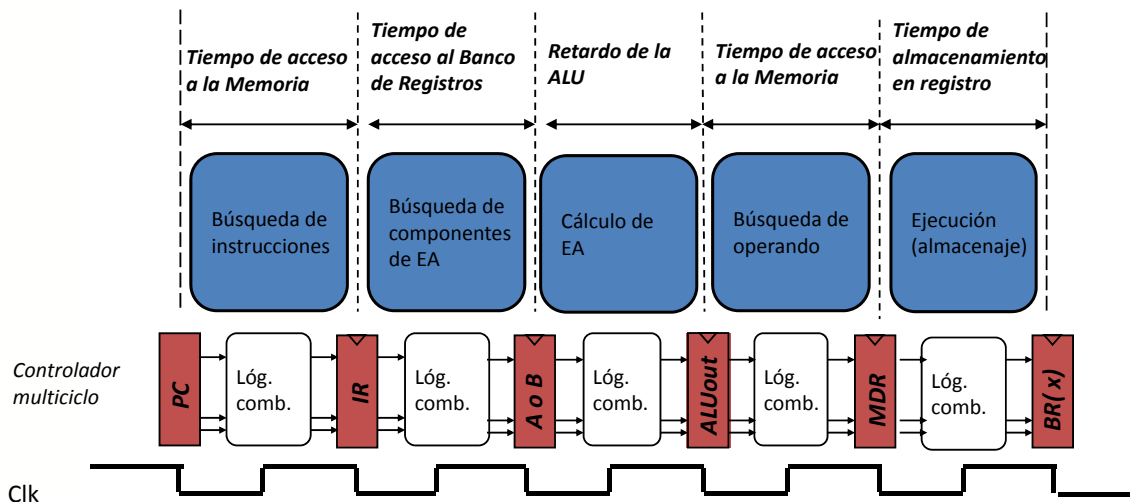 Tiempo de acceso
a la Memoria
Tiempo de
acceso al Banco
de Registros
Retardo de la
ALU
Tiempo de acceso
a la Memoria
Tiempo de
almacenamiento
en registro
Búsqueda de
instrucciones
Búsqueda de
componentes
de EA
Cálculo de
EA
Búsqueda de
operando
Ejecución
(almacenaje)
Controlador
multiciclo
PC
Lóg.
comb.
IR
Lóg.
comb.
A o B
Lóg.
comb.
ALUout
Lóg.
comb.
MDR
Lóg.
comb.
BR( x)
Clk